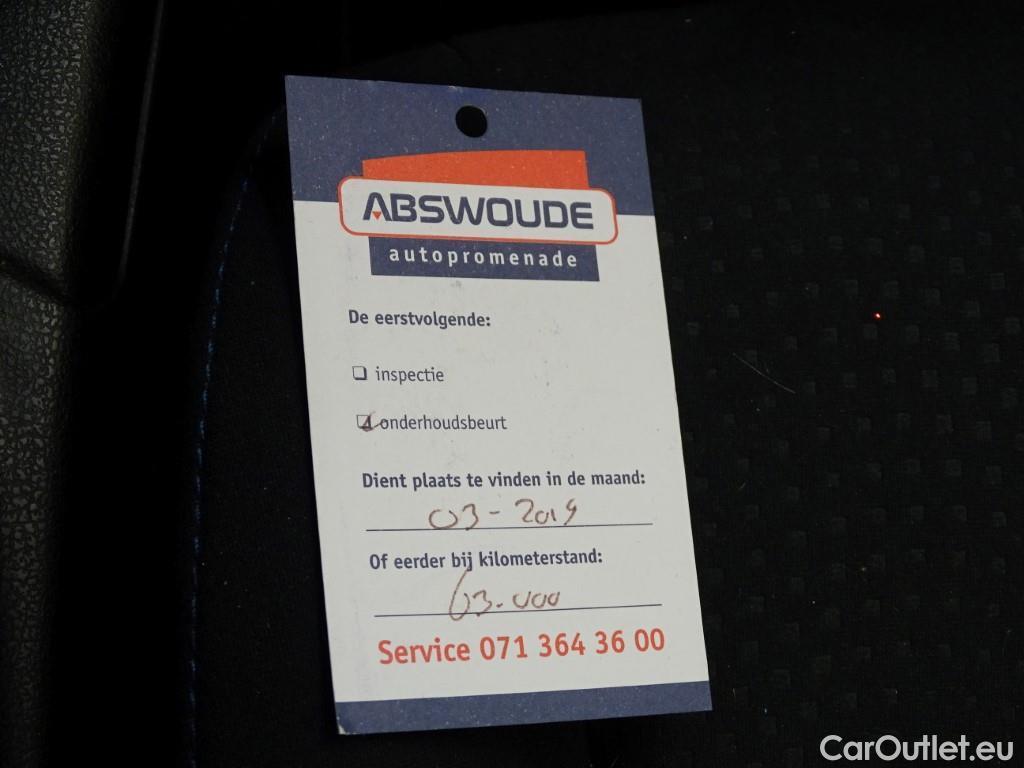 ABSWOUDE
autopromenade
De eerstvolgende:
❑ inspectie
❑ onderhoudsbeurt
Dient plaats te vinden in de maand:
03-2019
Of eerder bij kilometerstand:
63.000
Service 071 364 36 00
CarOutlet.eu